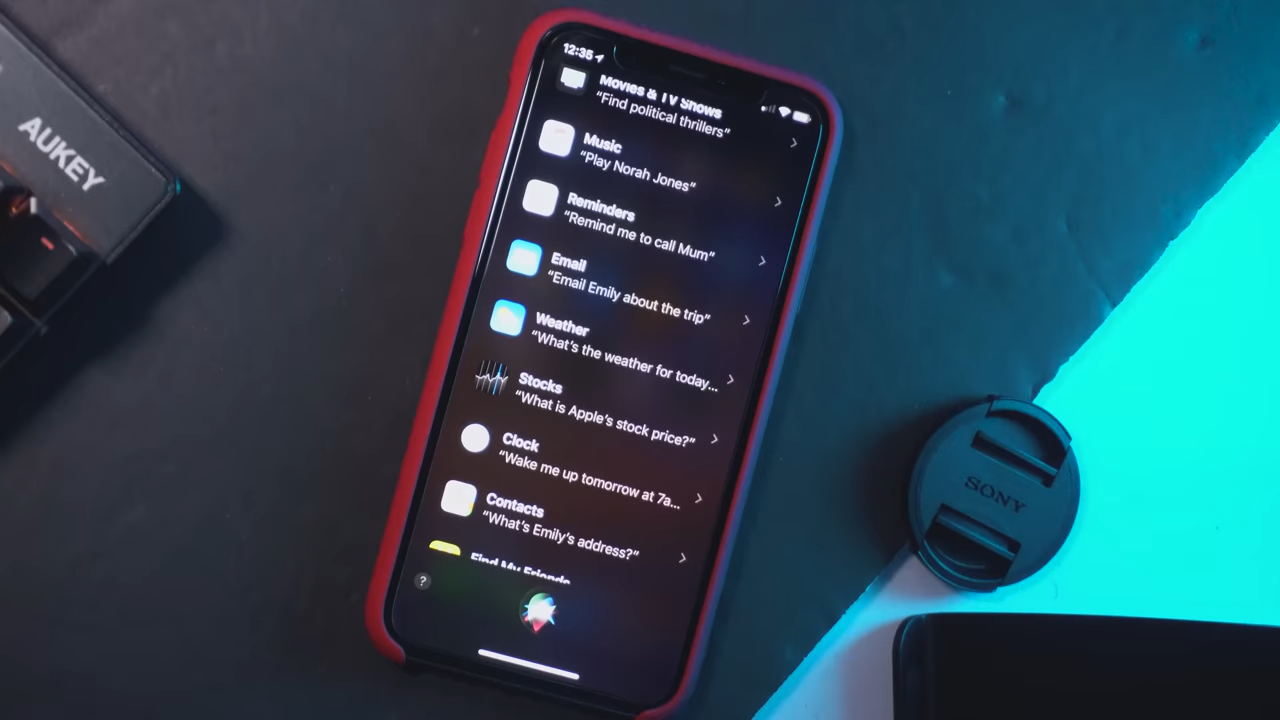 AUKEY
12:35
Movies & TV Shows
“Find political thrillers”
Music
“Play Norah Jones”
Reminders
“Remind me to call Mum”
Email
“Email Emily about the trip”
Weather
“What's the weather for today...
Stocks
“What is Apple's stock price?”
Clock
“Wake me up tomorrow at 7a...
Contacts
“What's Emily's address?”
Find My Friends
?
SONY